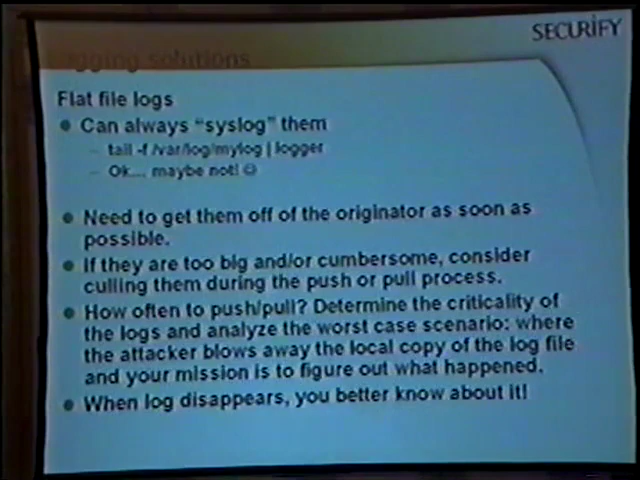 SECURIFY
Logging solutions
Flat file logs
• Can always "syslog" them
– tail -f /var/log/mylog | logger
– Ok... maybe not! ☺
• Need to get them off of the originator as soon as
possible.
• If they are too big and/or cumbersome, consider
culling them during the push or pull process.
• How often to push/pull? Determine the criticality of
the logs and analyze the worst case scenario: where
the attacker blows away the local copy of the log file
and your mission is to figure out what happened.
• When log disappears, you better know about it!